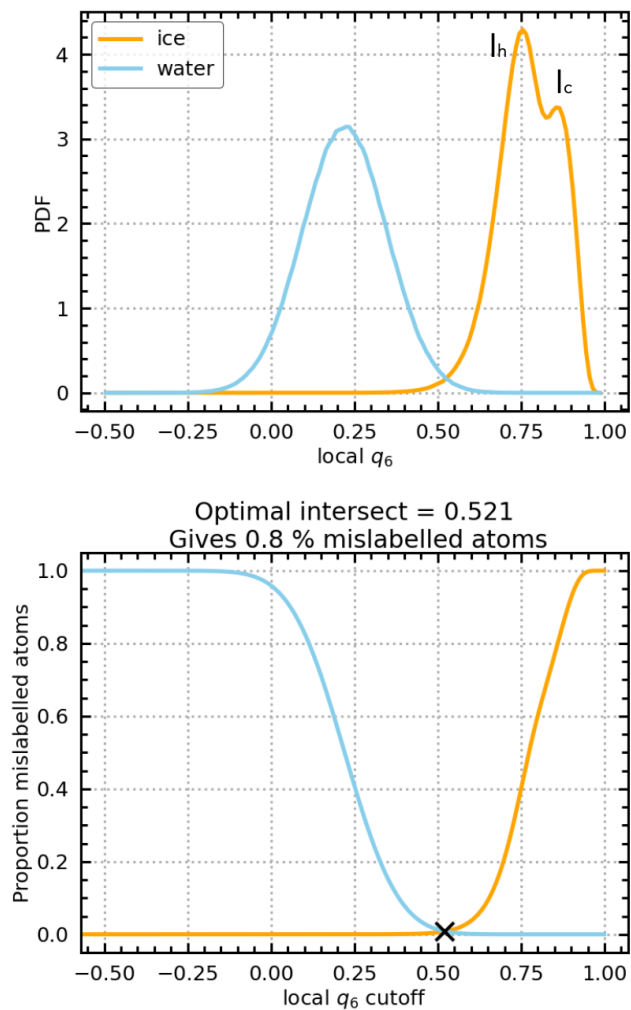 ice
water
Iₕ
I꜀
4
3
2
1
0
PDF
−0.50 −0.25 0.00 0.25 0.50 0.75 1.00
local q₆
Optimal intersect = 0.521
Gives 0.8 % mislabelled atoms
1.0
0.8
0.6
0.4
0.2
0.0
Proportion mislabelled atoms
−0.50 −0.25 0.00 0.25 0.50 0.75 1.00
local q₆ cutoff